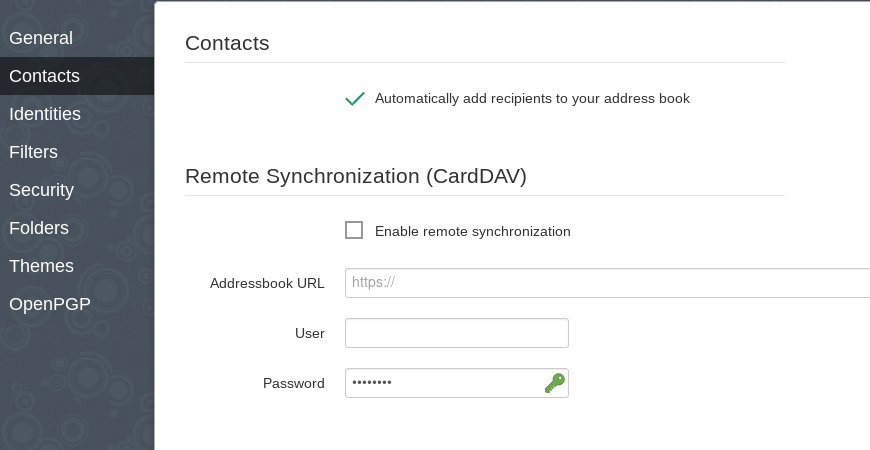 General
Contacts
Identities
Filters
Security
Folders
Themes
OpenPGP
Contacts
Automatically add recipients to your address book
Remote Synchronization (CardDAV)
Enable remote synchronization
Addressbook URL
https://
User
Password
••••••••